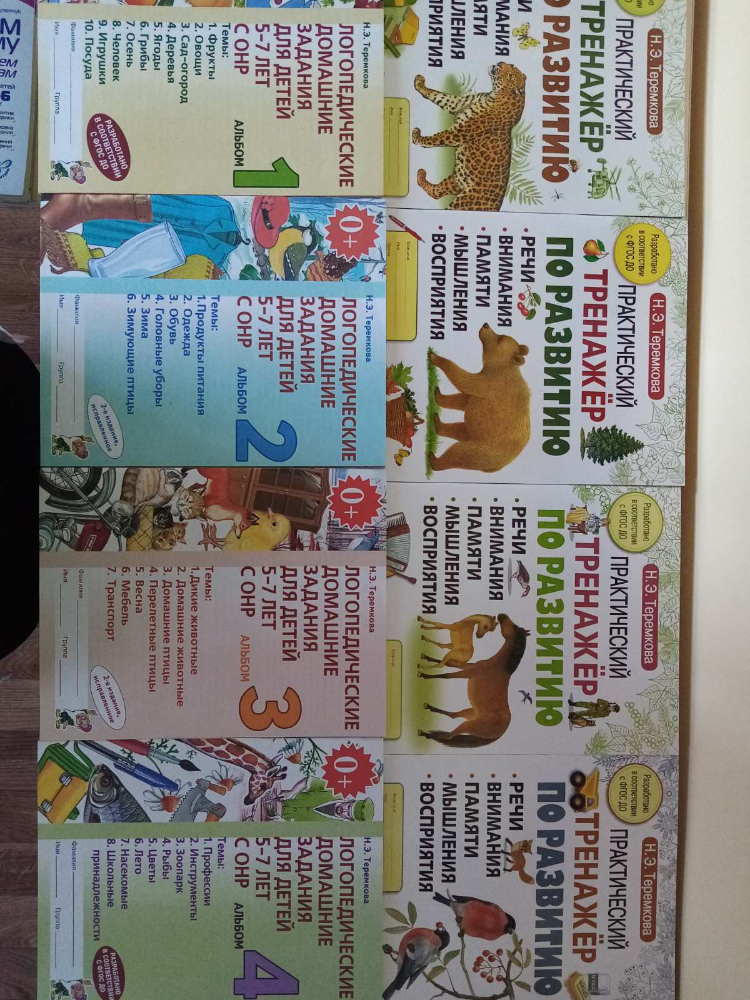 Н.Э. Теремкова
ПРАКТИЧЕСКИЙ
ТРЕНАЖЁР
РАЗВИТИЮ
ВНИМАНИЯ
ПАМЯТИ
Фамилия
Имя
Н.Э. Теремкова
Разработано
в соответствии
с ФГОС ДО
ПРАКТИЧЕСКИЙ
ТРЕНАЖЁР
ПО РАЗВИТИЮ
• РЕЧИ
• ВНИМАНИЯ
• ПАМЯТИ
• МЫШЛЕНИЯ
• ВОСПРИЯТИЯ
Фамилия
Имя
Группа
Н.Э. Теремкова
Разработано
в соответствии
с ФГОС ДО
ПРАКТИЧЕСКИЙ
ТРЕНАЖЁР
ПО РАЗВИТИЮ
• РЕЧИ
• ВНИМАНИЯ
• ПАМЯТИ
• МЫШЛЕНИЯ
• ВОСПРИЯТИЯ
Фамилия
Н.Э. Теремкова
Разработано
в соответствии
с ФГОС ДО
ПРАКТИЧЕСКИЙ
ТРЕНАЖЁР
ПО РАЗВИТИЮ
• РЕЧИ
• ВНИМАНИЯ
• ПАМЯТИ
• МЫШЛЕНИЯ
• ВОСПРИЯТИЯ
Фамилия
МУКА
Н.Э. Теремкова
ЛОГОПЕДИЧЕСКИЕ
ДОМАШНИЕ
ЗАДАНИЯ
ДЛЯ ДЕТЕЙ
5-7 ЛЕТ
С ОНР
АЛЬБОМ 1
Темы:
1. Фрукты
2. Овощи
3. Сад-огород
4. Деревья
5. Ягоды
6. Грибы
7. Осень
8. Человек
9. Игрушки
10. Посуда
РАЗРАБОТАНО
В СООТВЕТСТВИИ
С ФГОС ДО
Фамилия
Имя Группа
0+
Н.Э. Теремкова
ЛОГОПЕДИЧЕСКИЕ
ДОМАШНИЕ
ЗАДАНИЯ
ДЛЯ ДЕТЕЙ
5-7 ЛЕТ
С ОНР
АЛЬБОМ 2
Темы:
1.Продукты питания
2. Одежда
3. Обувь
4. Головные уборы
5. Зима
6. Зимующие птицы
2-е издание,
исправленное
Фамилия
Имя Группа
0+
Н.Э. Теремкова
ЛОГОПЕДИЧЕСКИЕ
ДОМАШНИЕ
ЗАДАНИЯ
ДЛЯ ДЕТЕЙ
5-7 ЛЕТ
С ОНР
АЛЬБОМ 3
Темы:
1.Дикие животные
2. Домашние животные
3. Домашние птицы
4. Перелетные птицы
5. Весна
6. Мебель
7. Транспорт
2-е издание,
исправленное
Фамилия
Имя Группа
0+
Н.Э. Теремкова
ЛОГОПЕДИЧЕСКИЕ
ДОМАШНИЕ
ЗАДАНИЯ
ДЛЯ ДЕТЕЙ
5-7 ЛЕТ
С ОНР
АЛЬБОМ 4
Темы:
1. Профессии
2. Инструменты
3. Зоопарк
4. Рыбы
5. Цветы
6. Лето
7. Насекомые
8. Школьные
принадлежности
РАЗРАБОТАНО
В СООТВЕТСТВИИ
С ФГОС ДО
Фамилия
Имя Группа